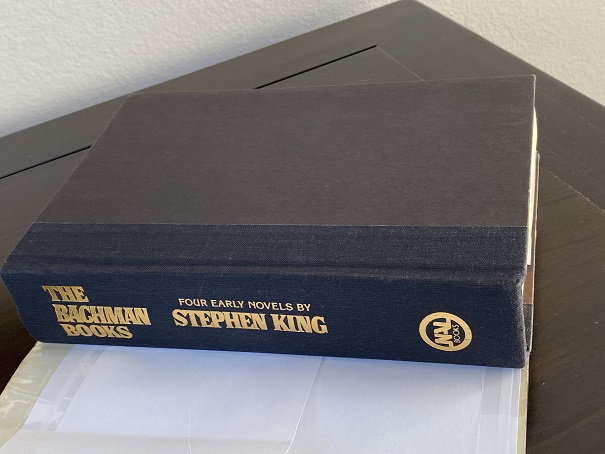 THE
BACHMAN
BOOKS
FOUR EARLY NOVELS BY
STEPHEN KING
NAL
BOOKS